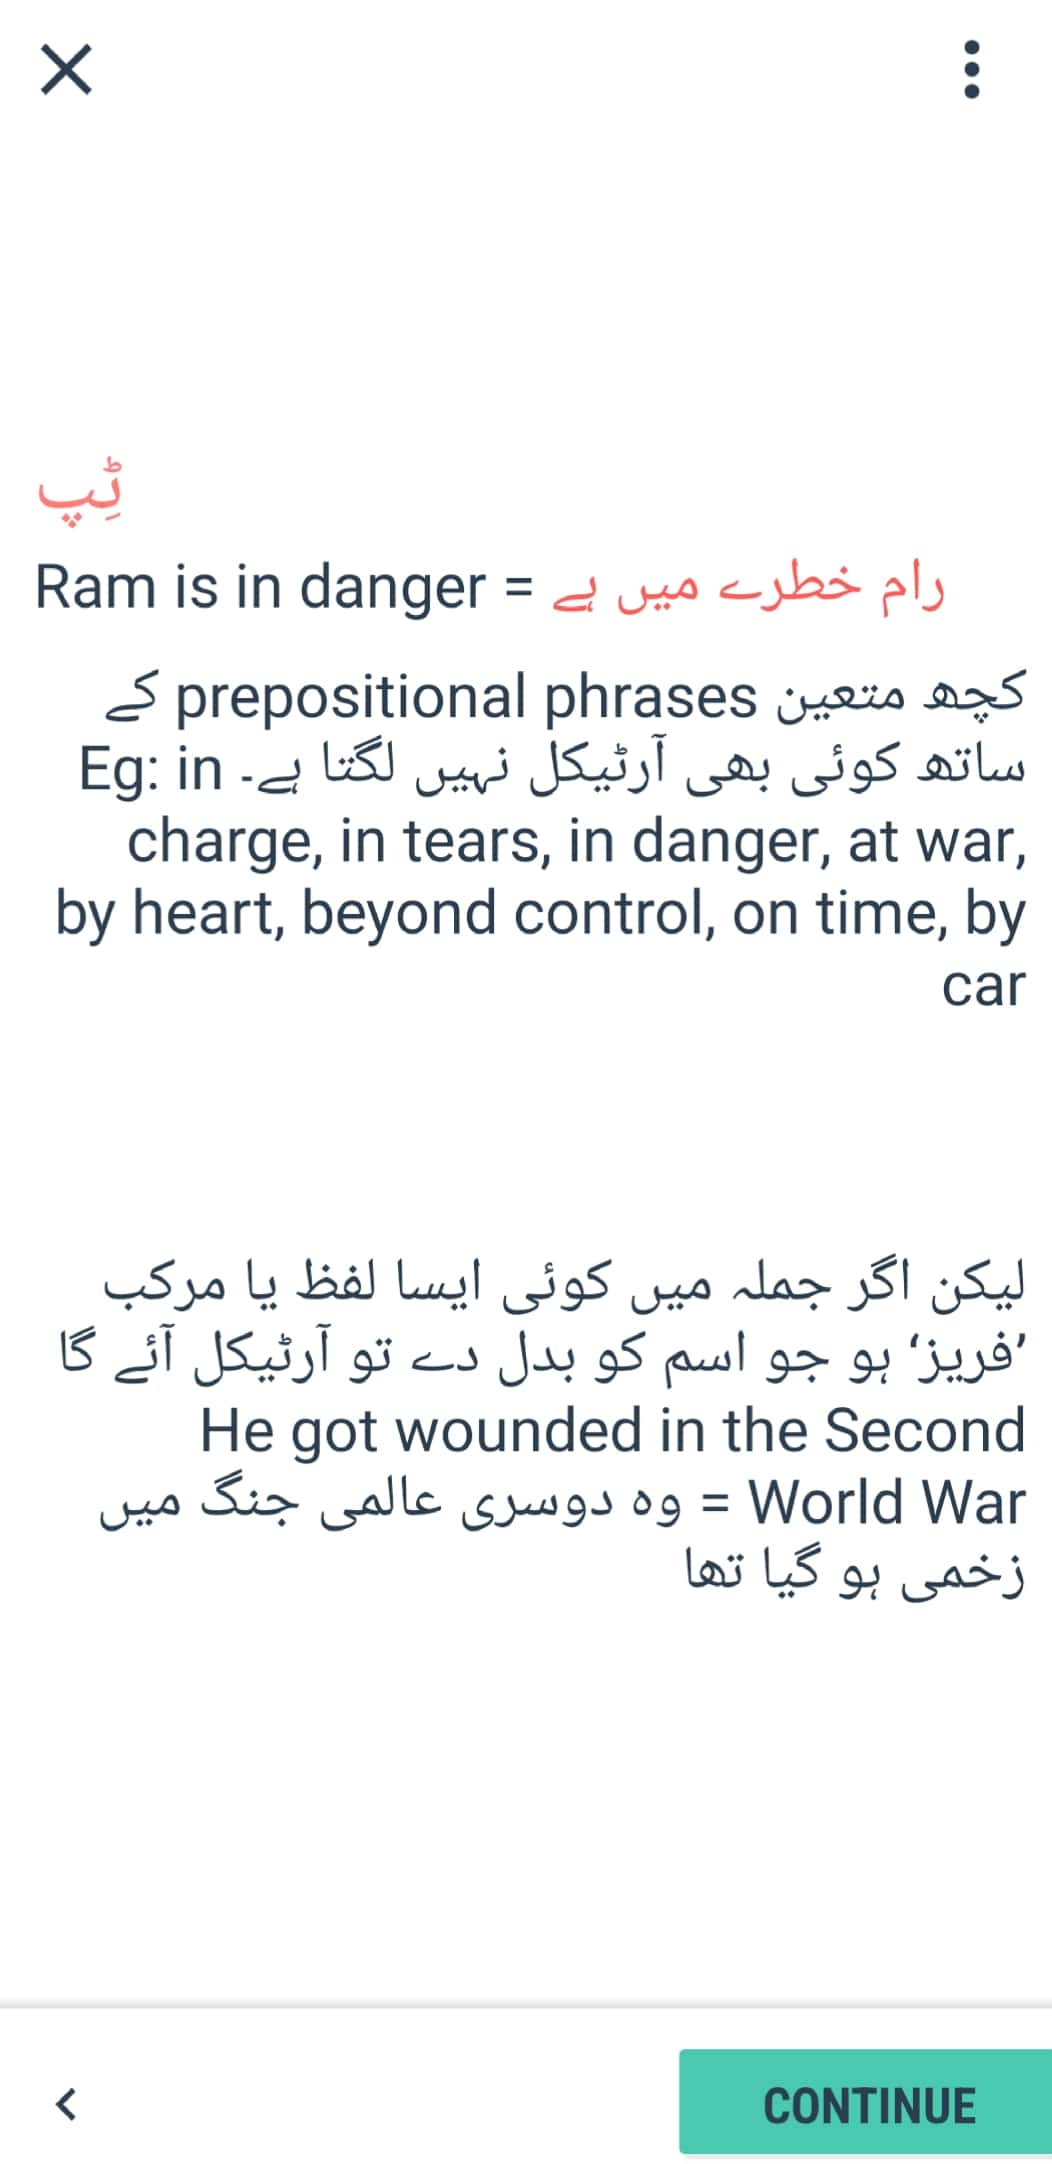 ٹِپ
Ram is in danger = رام خطرے میں ہے
کچھ متعین prepositional phrases کے
ساتھ کوئی بھی آرٹیکل نہیں لگتا ہے۔ Eg: in
charge, in tears, in danger, at war,
by heart, beyond control, on time, by
car
لیکن اگر جملہ میں کوئی ایسا لفظ یا مرکب
’فریز‘ ہو جو اسم کو بدل دے تو آرٹیکل آئے گا
He got wounded in the Second
World War = وہ دوسری عالمی جنگ میں
زخمی ہو گیا تھا
CONTINUE